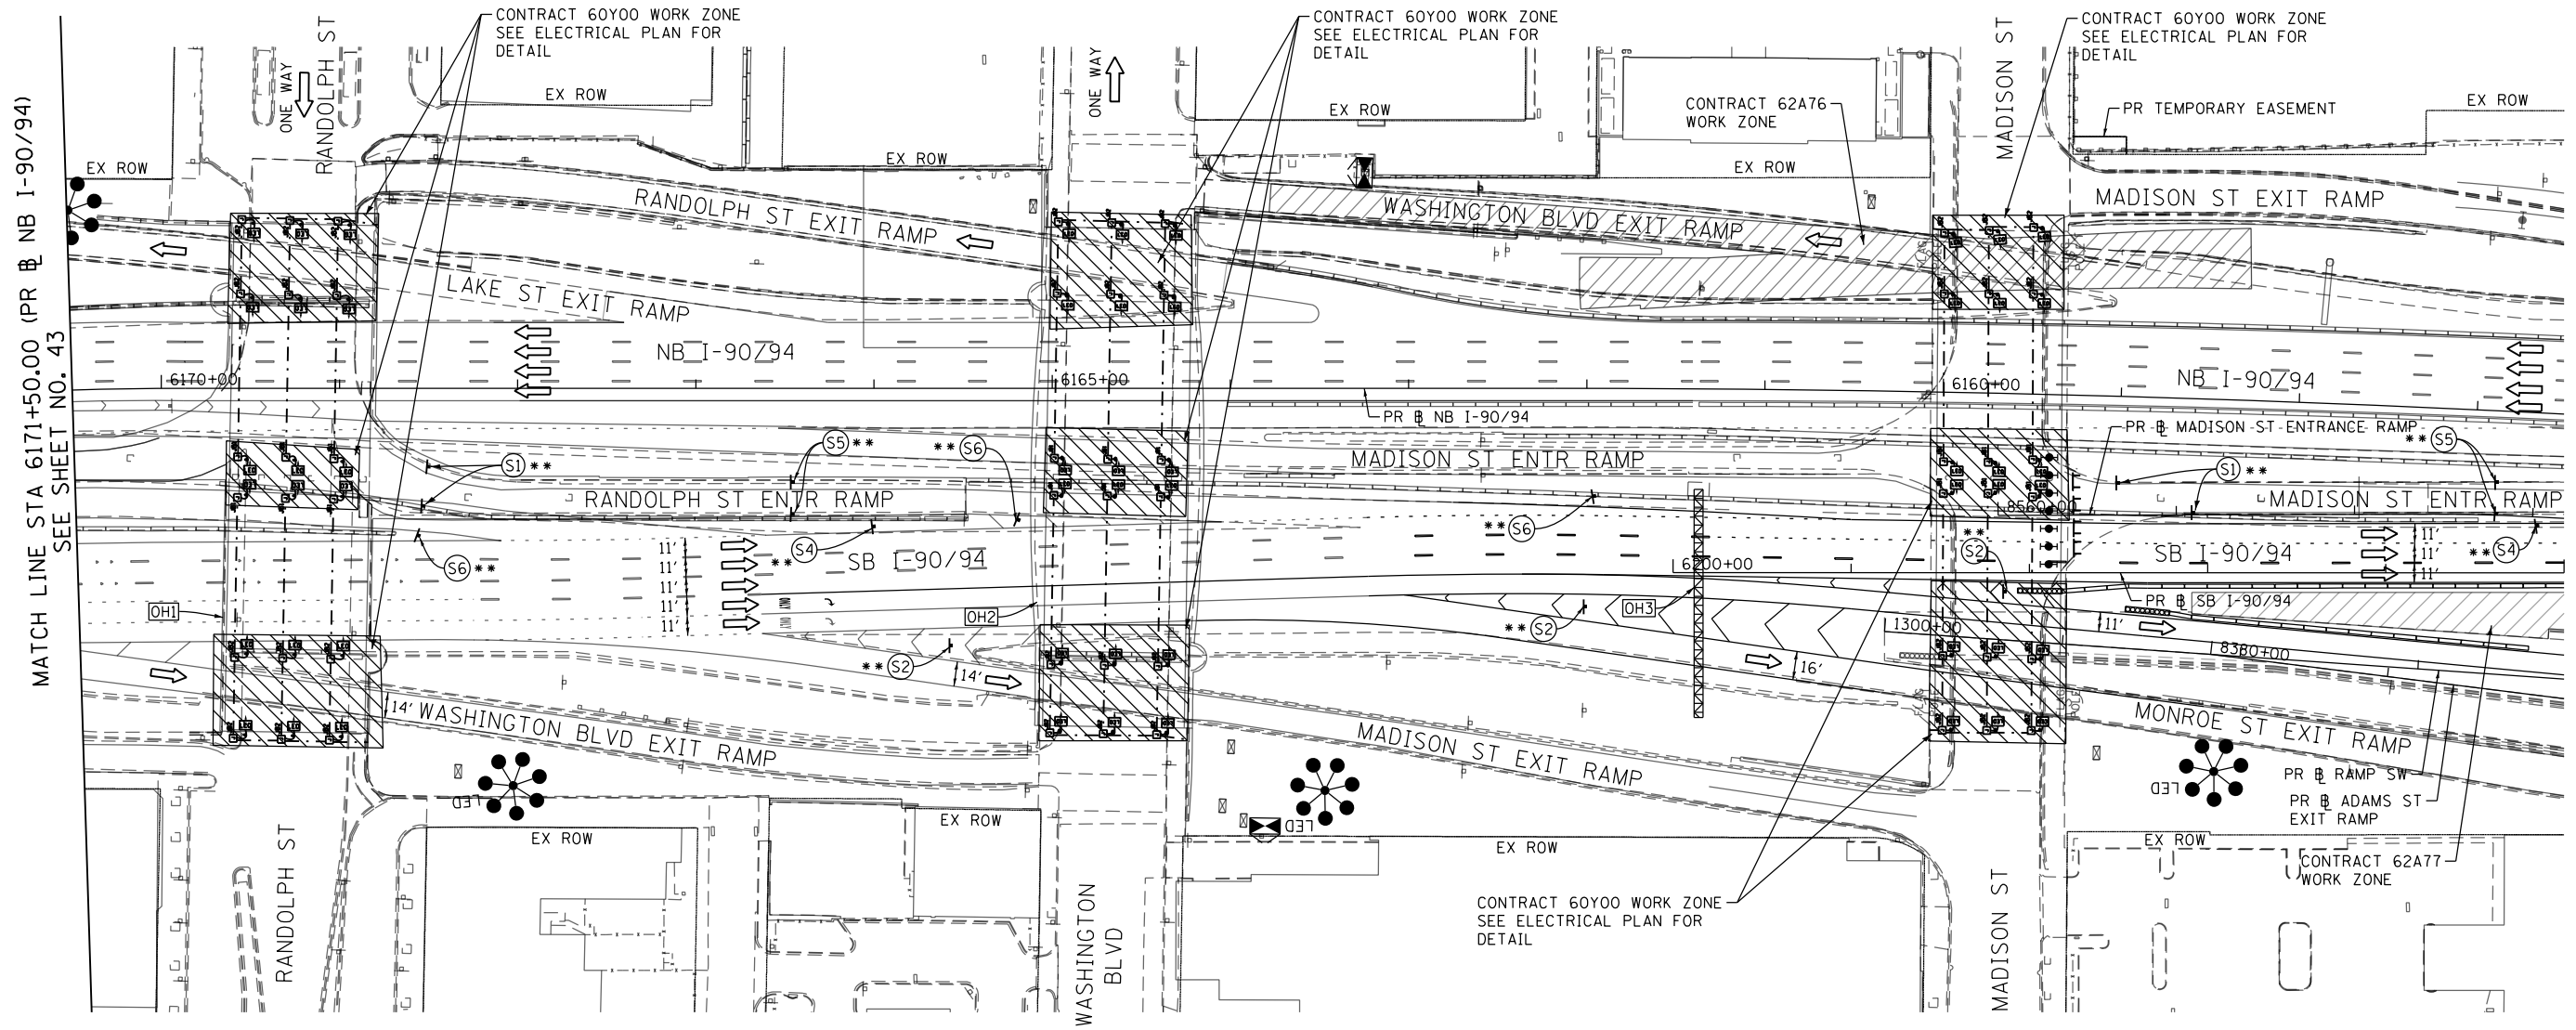 CONTRACT 60Y00 WORK ZONE
SEE ELECTRICAL PLAN FOR
DETAIL
CONTRACT 60Y00 WORK ZONE
SEE ELECTRICAL PLAN FOR
DETAIL
CONTRACT 60Y00 WORK ZONE
SEE ELECTRICAL PLAN FOR
DETAIL
RANDOLPH ST
ONE WAY
ONE WAY
MADISON ST
EX ROW
EX ROW
EX ROW
EX ROW
EX ROW
EX ROW
CONTRACT 62A76
WORK ZONE
PR TEMPORARY EASEMENT
MATCH LINE STA 6171+50.00 (PR ℄ NB I-90/94)
SEE SHEET NO. 43
RANDOLPH ST EXIT RAMP
WASHINGTON BLVD EXIT RAMP
MADISON ST EXIT RAMP
LAKE ST EXIT RAMP
NB I-90/94
NB I-90/94
6170+00
6165+00
6160+00
PR ℄ NB I-90/94
PR ℄ MADISON ST ENTRANCE RAMP
S5 **
** S6
** S5
S1 **
S1 **
MADISON ST ENTR RAMP
RANDOLPH ST ENTR RAMP
MADISON ST ENTR RAMP
** S6
S4
**
S6 **
**
S2
** S4
SB I-90/94
SB I-90/94
11'
11'
11'
11'
11'
11'
11'
11'
ONLY
ONLY
6200+00
OH1
OH2
OH3
PR ℄ SB I-90/94
** S2
** S2
1300+00
11'
8380+00
14'
14'
16'
WASHINGTON BLVD EXIT RAMP
MADISON ST EXIT RAMP
MONROE ST EXIT RAMP
PR ℄ RAMP SW
PR ℄ ADAMS ST
EXIT RAMP
LED
LED
LED
EX ROW
EX ROW
EX ROW
EX ROW
CONTRACT 62A77
WORK ZONE
CONTRACT 60Y00 WORK ZONE
SEE ELECTRICAL PLAN FOR
DETAIL
RANDOLPH ST
WASHINGTON
BLVD
MADISON ST